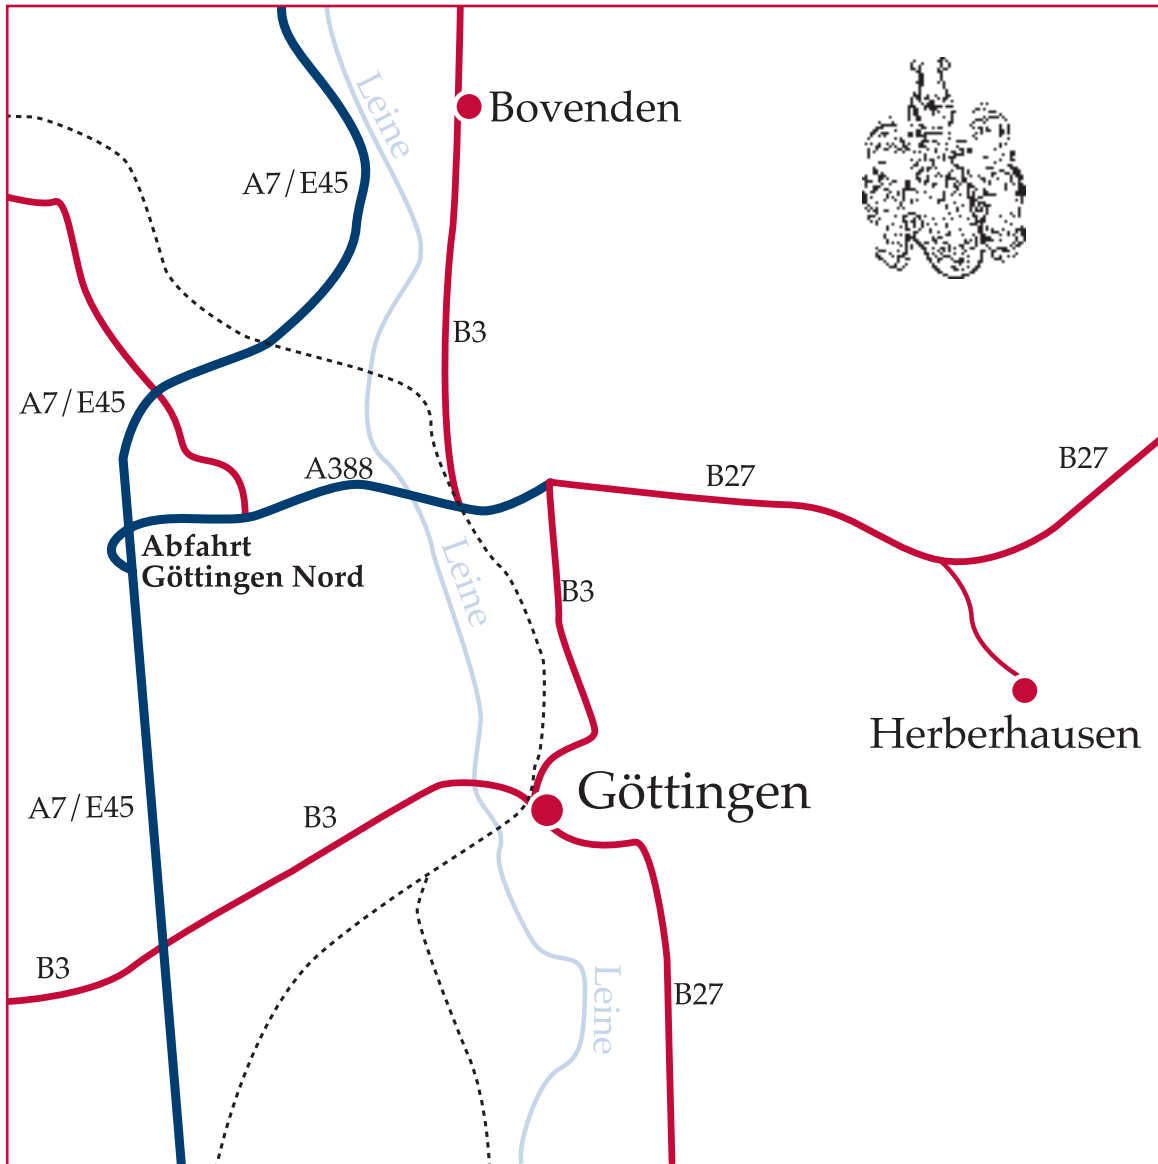 Leine
Bovenden
A7/E45
B3
A7/E45
A388
B27
B27
Abfahrt
Göttingen Nord
Leine
B3
Herberhausen
Göttingen
A7/E45
B3
B3
Leine
B27